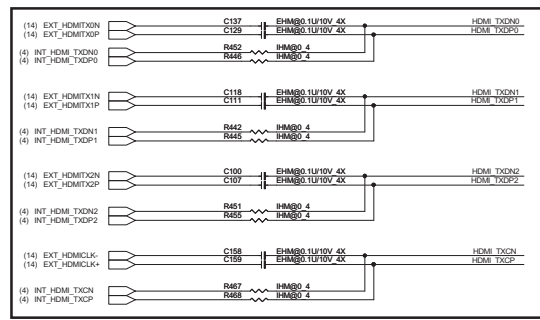 (14) EXT_HDMITX0N C137 EHM@0.1U/10V_4X HDMI_TXDN0
(14) EXT_HDMITX0P C129 EHM@0.1U/10V_4X HDMI_TXDP0
(4) INT_HDMI_TXDN0 R452 IHM@0_4
(4) INT_HDMI_TXDP0 R446 IHM@0_4
(14) EXT_HDMITX1N C118 EHM@0.1U/10V_4X HDMI_TXDN1
(14) EXT_HDMITX1P C111 EHM@0.1U/10V_4X HDMI_TXDP1
(4) INT_HDMI_TXDN1 R442 IHM@0_4
(4) INT_HDMI_TXDP1 R445 IHM@0_4
(14) EXT_HDMITX2N C100 EHM@0.1U/10V_4X HDMI_TXDN2
(14) EXT_HDMITX2P C107 EHM@0.1U/10V_4X HDMI_TXDP2
(4) INT_HDMI_TXDN2 R451 IHM@0_4
(4) INT_HDMI_TXDP2 R455 IHM@0_4
(14) EXT_HDMICLK- C158 EHM@0.1U/10V_4X HDMI_TXCN
(14) EXT_HDMICLK+ C159 EHM@0.1U/10V_4X HDMI_TXCP
(4) INT_HDMI_TXCN R467 IHM@0_4
(4) INT_HDMI_TXCP R468 IHM@0_4